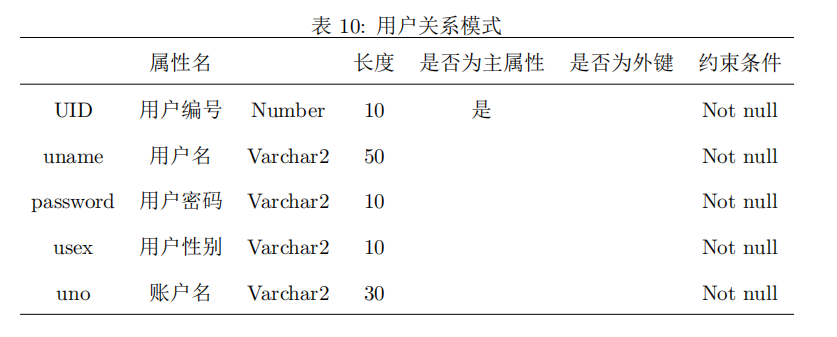 表 10: 用户关系模式
属性名 长度 是否为主属性 是否为外键 约束条件
UID 用户编号 Number 10 是 Not null
uname 用户名 Varchar2 50 Not null
password 用户密码 Varchar2 10 Not null
usex 用户性别 Varchar2 10 Not null
uno 账户名 Varchar2 30 Not null